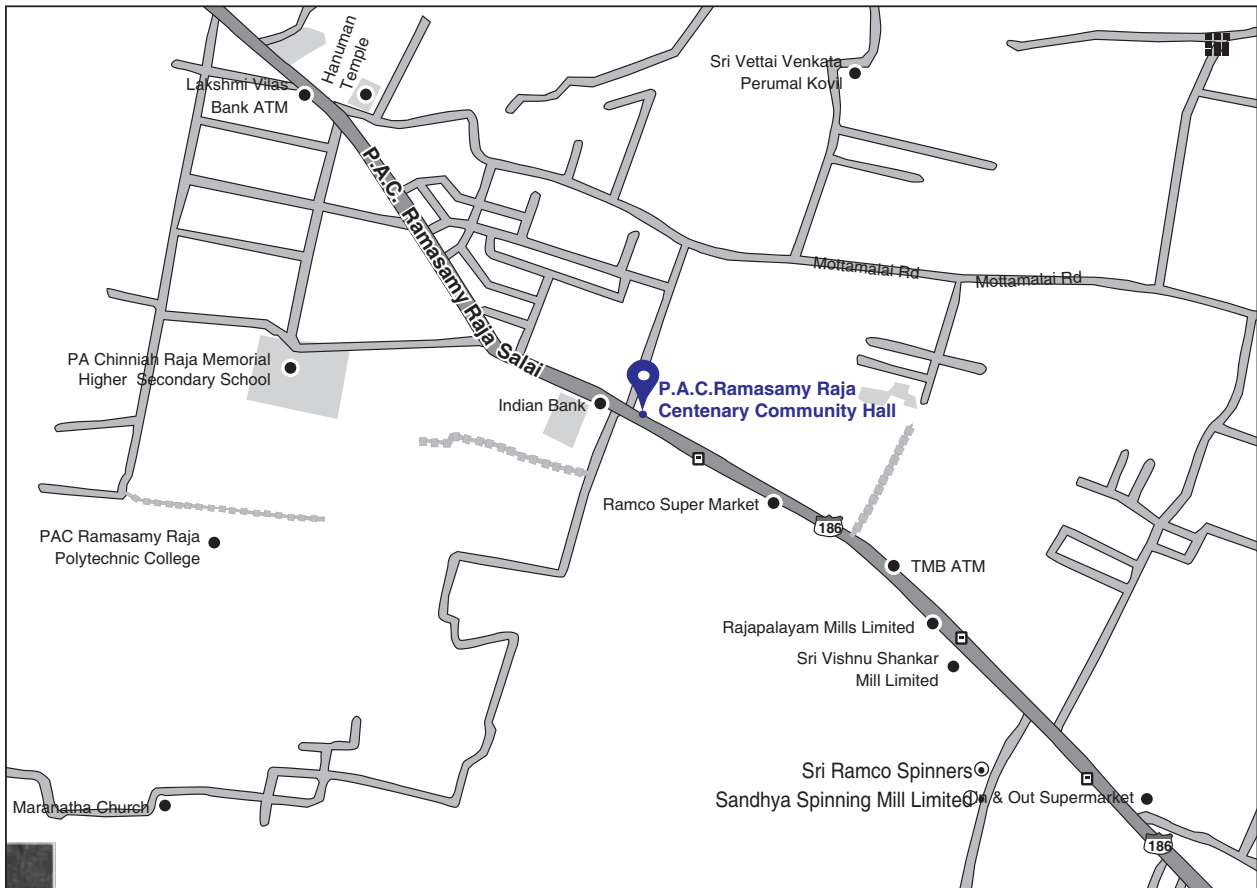 Hanuman
Temple
Lakshmi Vilas
Bank ATM
Sri Vettai Venkata
Perumal Kovil
P.A.C. Ramasamy Raja Salai
Mottamalai Rd
Mottamalai Rd
PA Chinniah Raja Memorial
Higher Secondary School
Indian Bank
P.A.C.Ramasamy Raja
Centenary Community Hall
Ramco Super Market
186
PAC Ramasamy Raja
Polytechnic College
TMB ATM
Rajapalayam Mills Limited
Sri Vishnu Shankar
Mill Limited
Sri Ramco Spinners
Sandhya Spinning Mill Limited
In & Out Supermarket
Maranatha Church
186